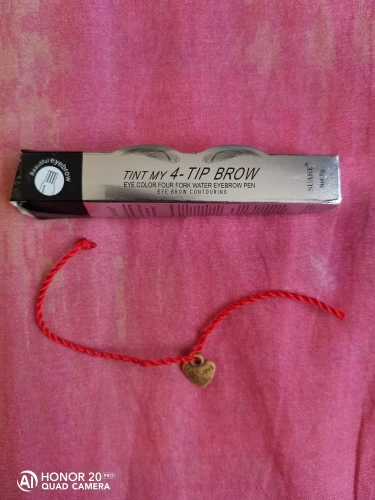 Beautiful eyebrow
TINT MY 4-TIP BROW
EYE COLOR FOUR FORK WATER EYEBROW PEN
EYE BROW CONTOURING
SUAKE®
HONOR 20 PRO
QUAD CAMERA